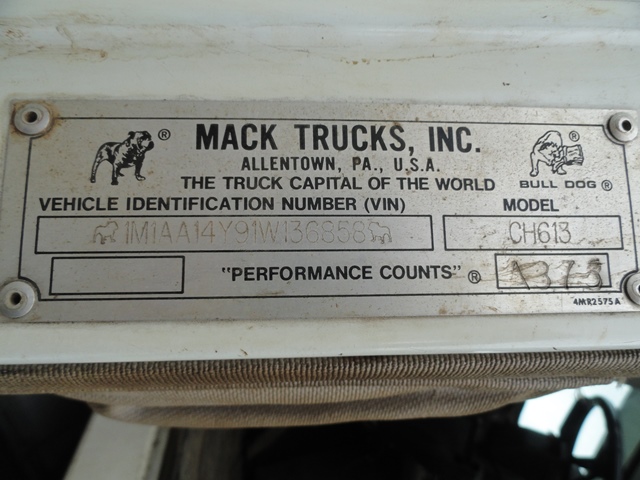 MACK TRUCKS, INC.
ALLENTOWN, PA., U.S.A.
THE TRUCK CAPITAL OF THE WORLD
BULL DOG ®
VEHICLE IDENTIFICATION NUMBER (VIN)
MODEL
1M1AA14Y91W136858
CH613
"PERFORMANCE COUNTS" ®
1373
4MR2575A